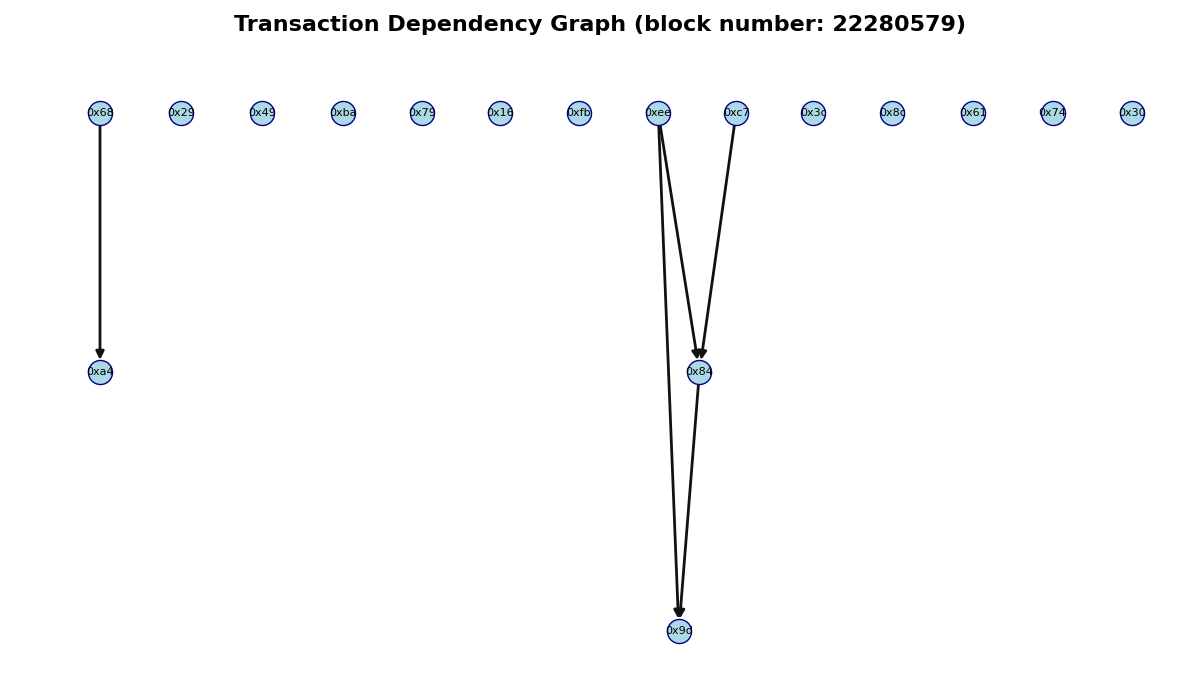 Transaction Dependency Graph (block number: 22280579)
0x68 0x29 0x49 0xba 0x79 0x16 0xfb 0xee 0xc7 0x3c 0x8c 0x61 0x74 0x30
0xa4 0x84
0x9d